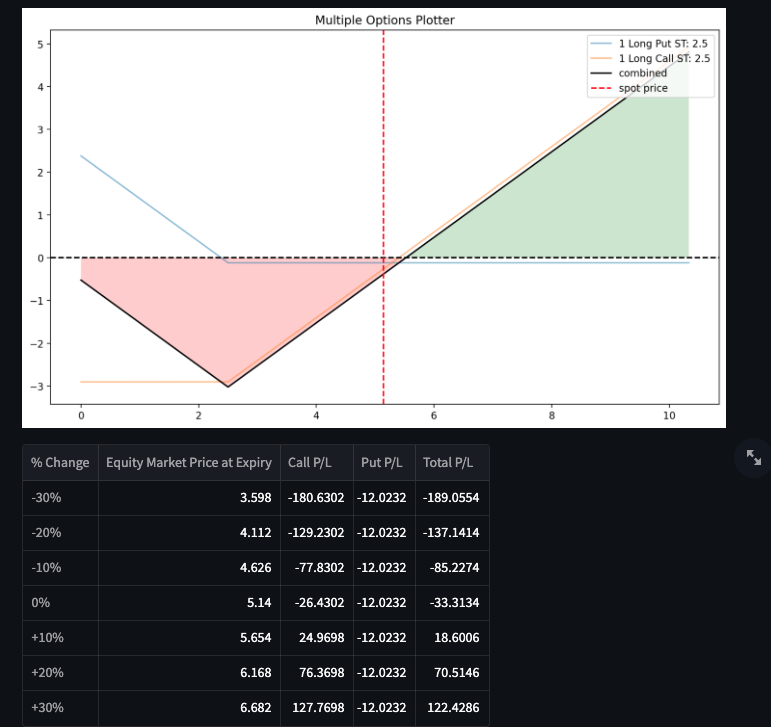 Multiple Options Plotter
1 Long Put ST: 2.5
1 Long Call ST: 2.5
combined
spot price
5
4
3
2
1
0
−1
−2
−3
0 2 4 6 8 10
% Change Equity Market Price at Expiry Call P/L Put P/L Total P/L
-30% 3.598 -180.6302 -12.0232 -189.0554
-20% 4.112 -129.2302 -12.0232 -137.1414
-10% 4.626 -77.8302 -12.0232 -85.2274
0% 5.14 -26.4302 -12.0232 -33.3134
+10% 5.654 24.9698 -12.0232 18.6006
+20% 6.168 76.3698 -12.0232 70.5146
+30% 6.682 127.7698 -12.0232 122.4286